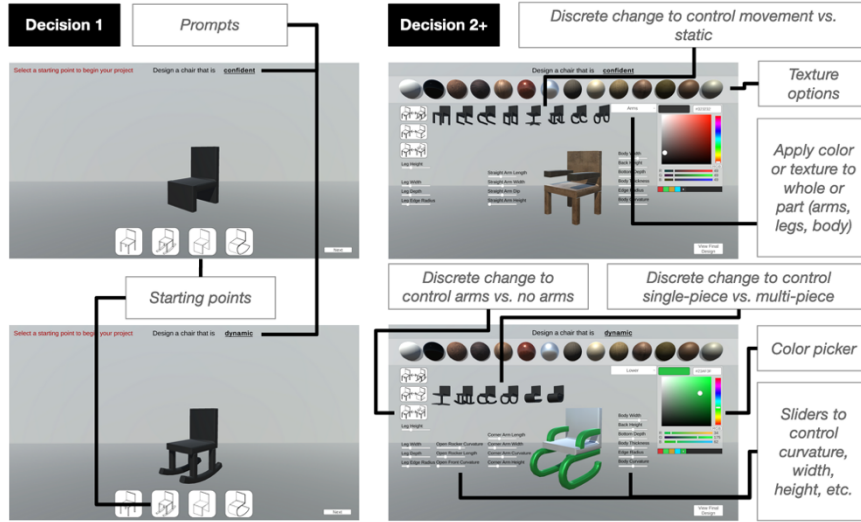 Decision 1
Prompts
Select a starting point to begin your project
Design a chair that is confident
Next
Starting points
Select a starting point to begin your project
Design a chair that is dynamic
Next
Decision 2+
Discrete change to control movement vs.
static
Design a chair that is confident
Arms
Leg Height
Leg Width
Leg Depth
Leg Edge Radius
Straight Arm Length
Straight Arm Width
Straight Arm Dip
Straight Arm Height
Body Width
Back Height
Bottom Depth
Body Thickness
Edge Radius
Body Curvature
View Final
Design
Texture
options
Apply color
or texture to
whole or
part (arms,
legs, body)
Discrete change to
control arms vs. no arms
Discrete change to control
single-piece vs. multi-piece
Design a chair that is dynamic
Lower
Leg Height
Leg Width
Leg Depth
Leg Edge Radius
Open Rocker Curvature
Open Rocker Length
Open Front Curvature
Corner Arm Length
Corner Arm Width
Corner Arm Curvature
Corner Arm Height
Body Width
Back Height
Bottom Depth
Body Thickness
Edge Radius
Body Curvature
View Final
Design
Color picker
Sliders to
control
curvature,
width,
height, etc.